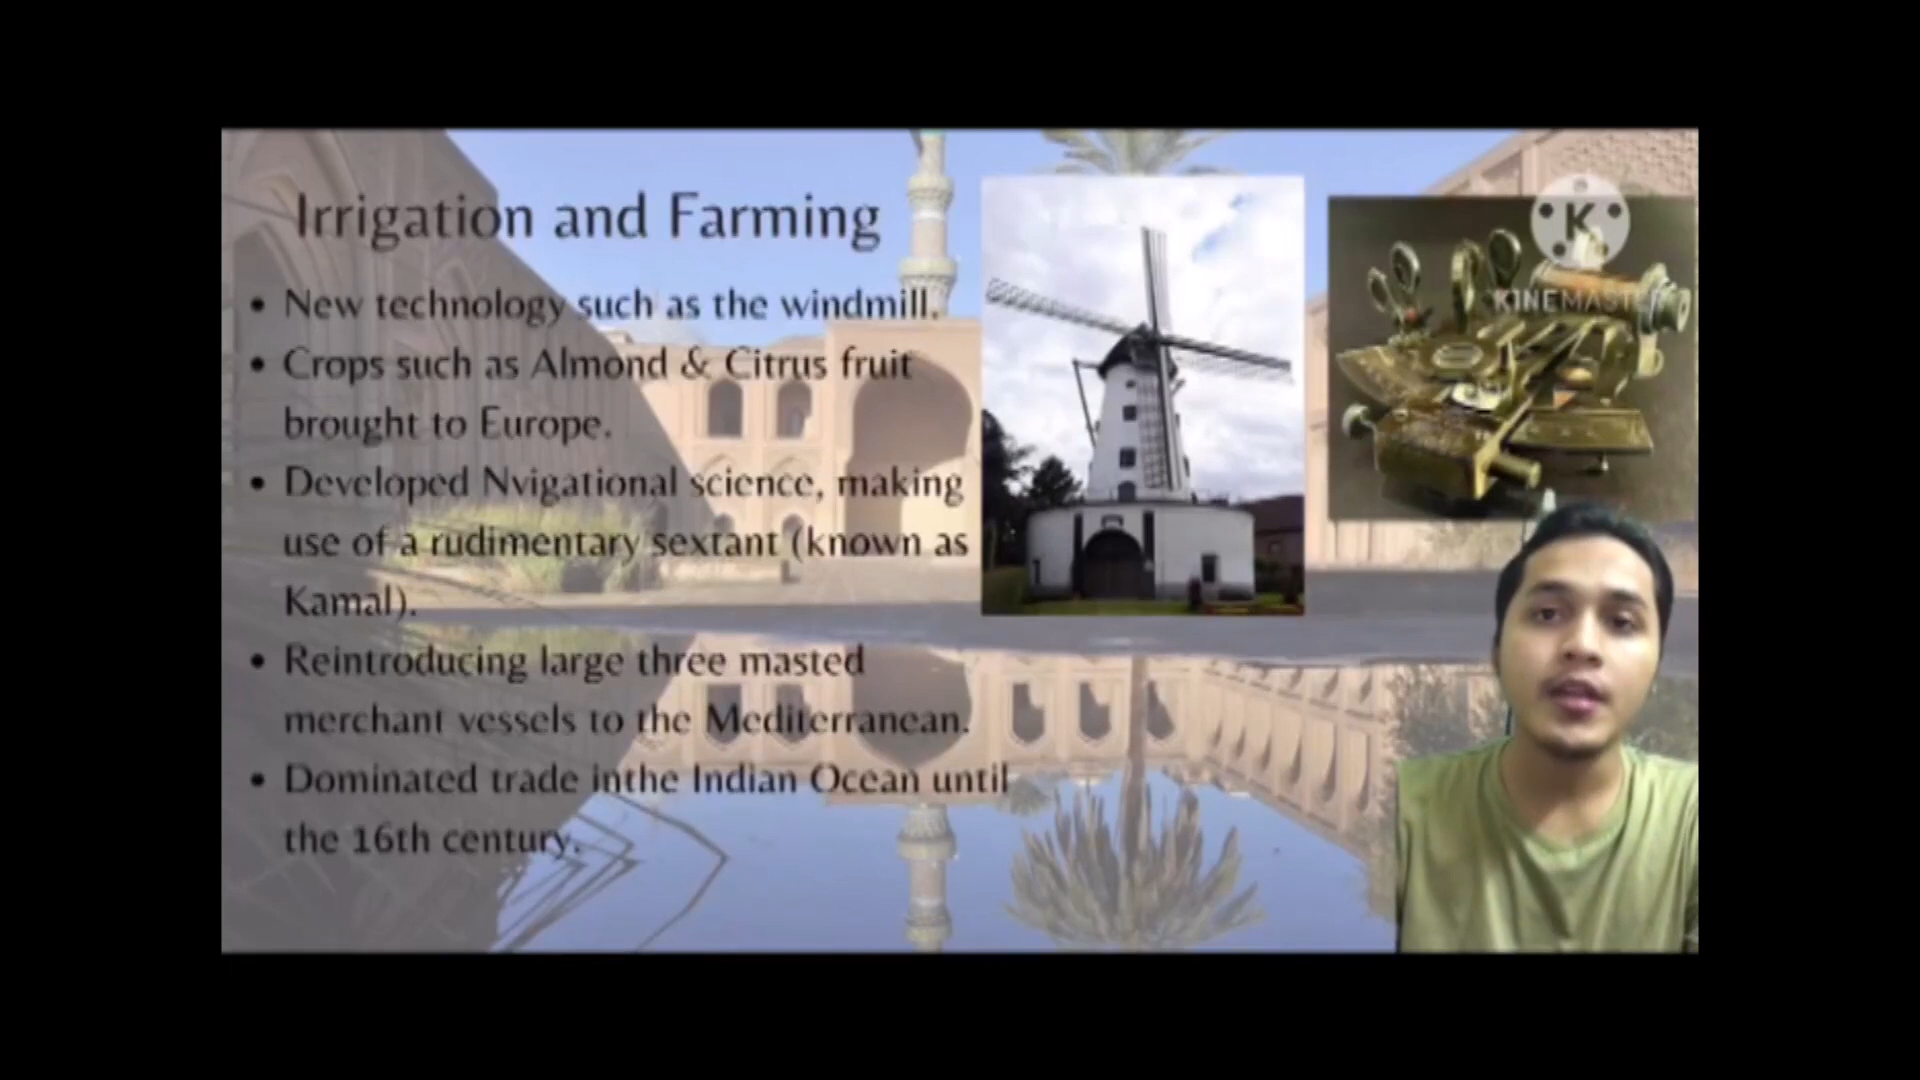 Irrigation and Farming
• New technology such as the windmill.
• Crops such as Almond & Citrus fruit
brought to Europe.
• Developed Nvigational science, making
use of a rudimentary sextant (known as
Kamal).
• Reintroducing large three masted
merchant vessels to the Mediterranean.
• Dominated trade inthe Indian Ocean until
the 16th century.
K
KINEMASTER